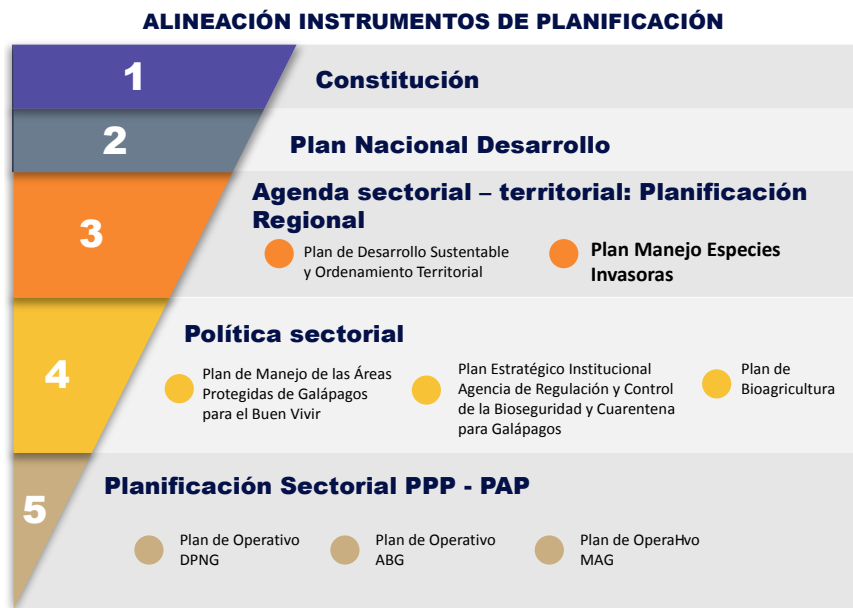 ALINEACIÓN INSTRUMENTOS DE PLANIFICACIÓN
1
Constitución
2
Plan Nacional Desarrollo
3
Agenda sectorial – territorial: Planificación
Regional
Plan de Desarrollo Sustentable
y Ordenamiento Territorial
Plan Manejo Especies
Invasoras
4
Política sectorial
Plan de Manejo de las Áreas
Protegidas de Galápagos
para el Buen Vivir
Plan Estratégico Institucional
Agencia de Regulación y Control
de la Bioseguridad y Cuarentena
para Galápagos
Plan de
Bioagricultura
5
Planificación Sectorial PPP - PAP
Plan de Operativo
DPNG
Plan de Operativo
ABG
Plan de OperaHvo
MAG